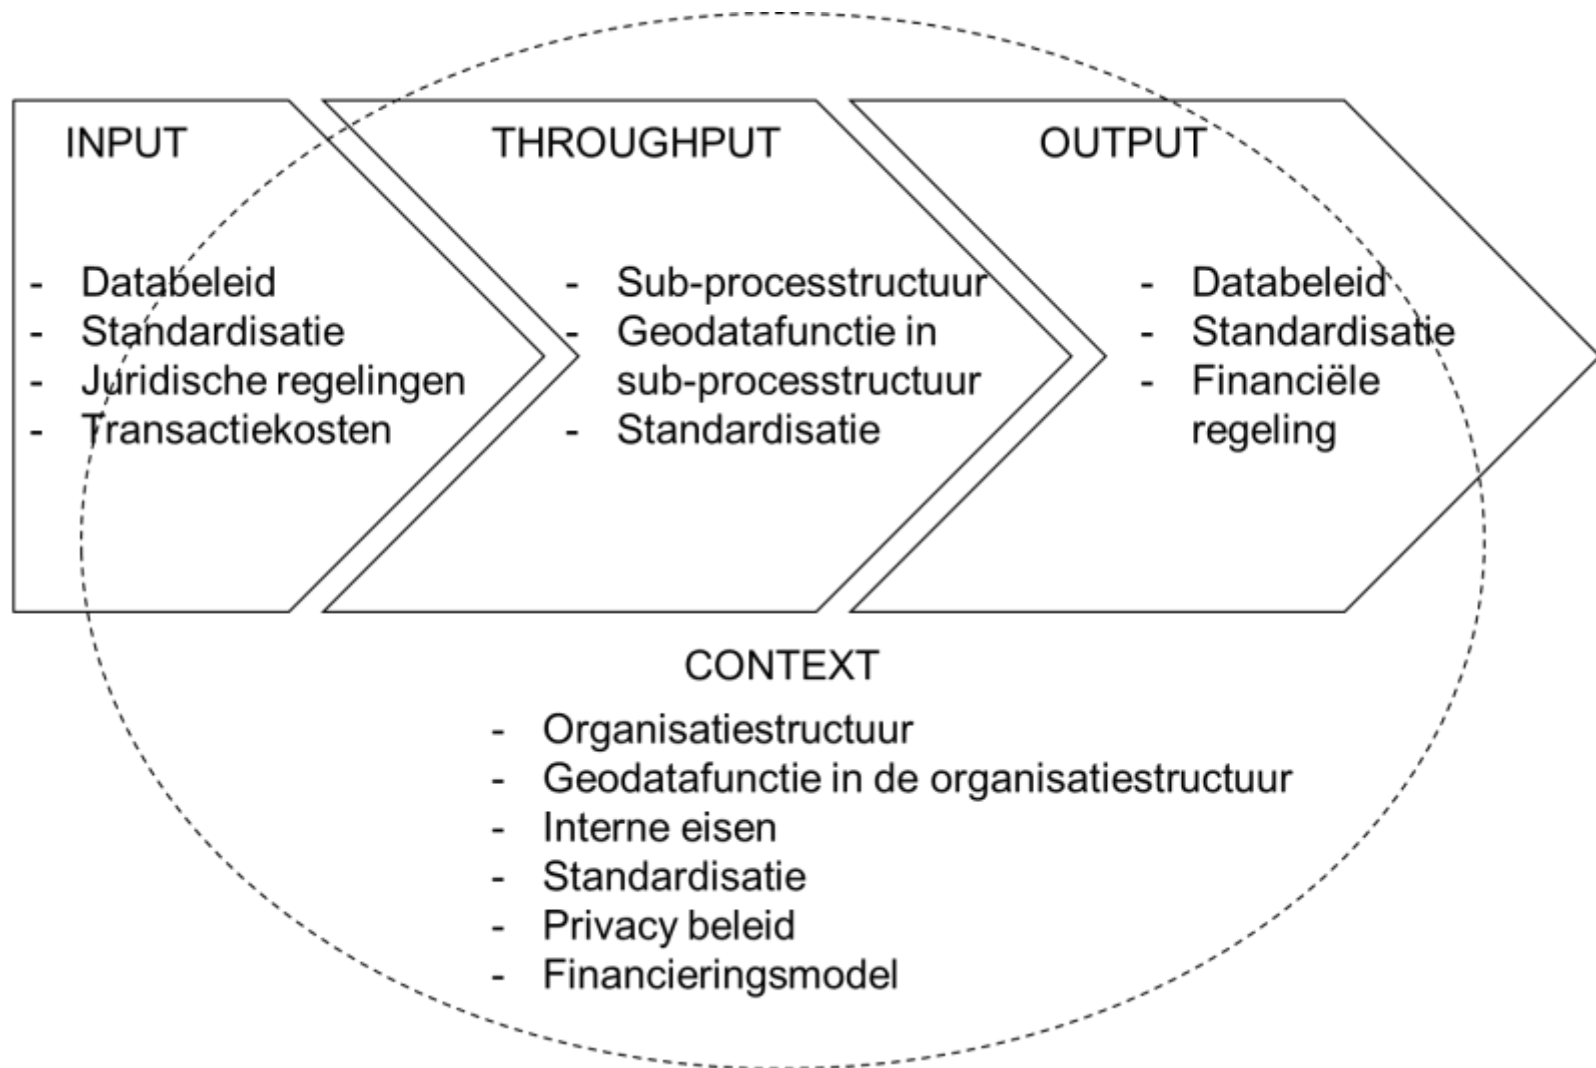 INPUT
- Databeleid
- Standardisatie
- Juridische regelingen
- Transactiekosten
THROUGHPUT
- Sub-processtructuur
- Geodatafunctie in
sub-processtructuur
- Standardisatie
OUTPUT
- Databeleid
- Standardisatie
- Financiële
regeling
CONTEXT
- Organisatiestructuur
- Geodatafunctie in de organisatiestructuur
- Interne eisen
- Standardisatie
- Privacy beleid
- Financieringsmodel